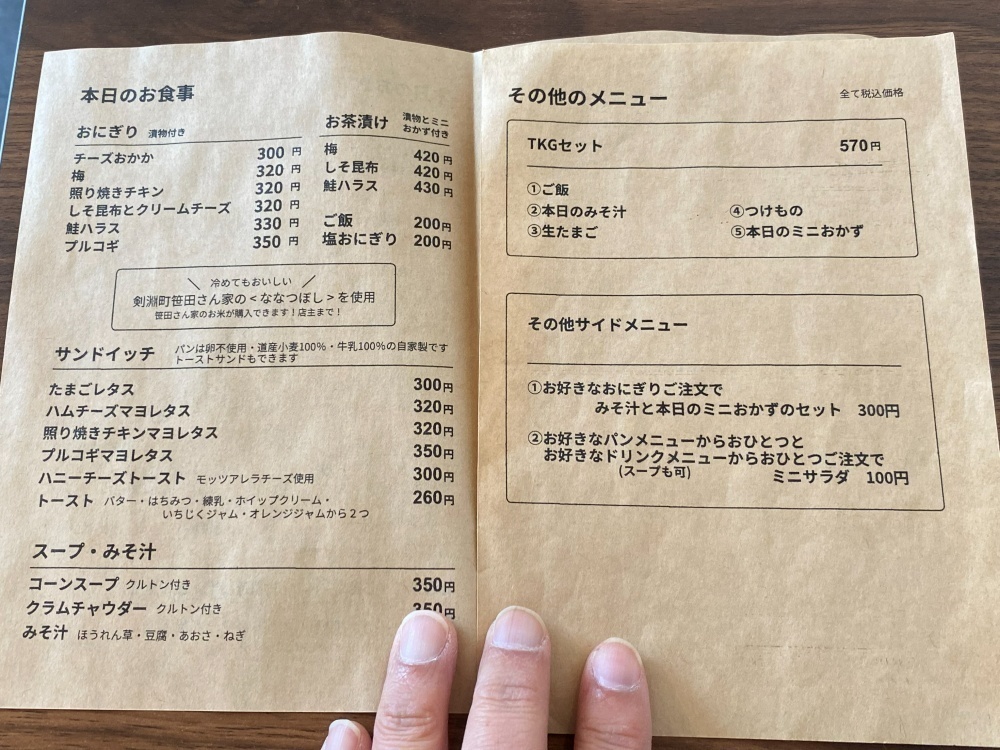 本日のお食事
おにぎり 漬物付き
チーズおかか 300円
梅 320円
照り焼きチキン 320円
しそ昆布とクリームチーズ 320円
鮭ハラス 330円
プルコギ 350円
お茶漬け 漬物とミニ
おかず付き
梅 420円
しそ昆布 420円
鮭ハラス 430円
ご飯 200円
塩おにぎり 200円
＼ 冷めてもおいしい ／
剣淵町笹田さん家の<ななつぼし>を使用
笹田さん家のお米が購入できます！店主まで！
サンドイッチ パンは卵不使用・道産小麦100%・牛乳100%の自家製です
トーストサンドもできます
たまごレタス 300円
ハムチーズマヨレタス 320円
照り焼きチキンマヨレタス 320円
プルコギマヨレタス 350円
ハニーチーズトースト モッツアレラチーズ使用 300円
トースト バター・はちみつ・練乳・ホイップクリーム・ 260円
いちじくジャム・オレンジジャムから2つ
スープ・みそ汁
コーンスープ クルトン付き 350円
クラムチャウダー クルトン付き 350円
みそ汁 ほうれん草・豆腐・あおさ・ねぎ
その他のメニュー 全て税込価格
TKGセット 570円
①ご飯
②本日のみそ汁 ④つけもの
③生たまご ⑤本日のミニおかず
その他サイドメニュー
①お好きなおにぎりご注文で
みそ汁と本日のミニおかずのセット 300円
②お好きなパンメニューからおひとつと
お好きなドリンクメニューからおひとつご注文で
(スープも可) ミニサラダ 100円